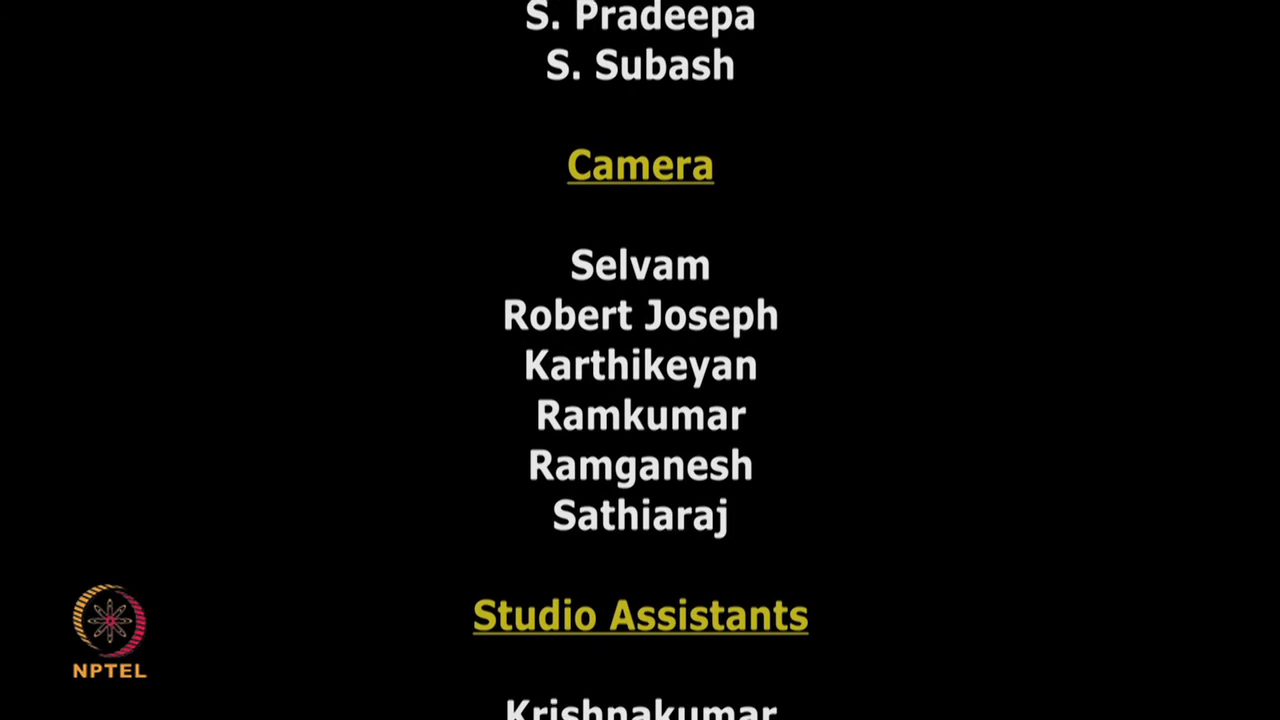 S. Pradeepa
S. Subash
Camera
Selvam
Robert Joseph
Karthikeyan
Ramkumar
Ramganesh
Sathiaraj
Studio Assistants
NPTEL
Krishnakumar